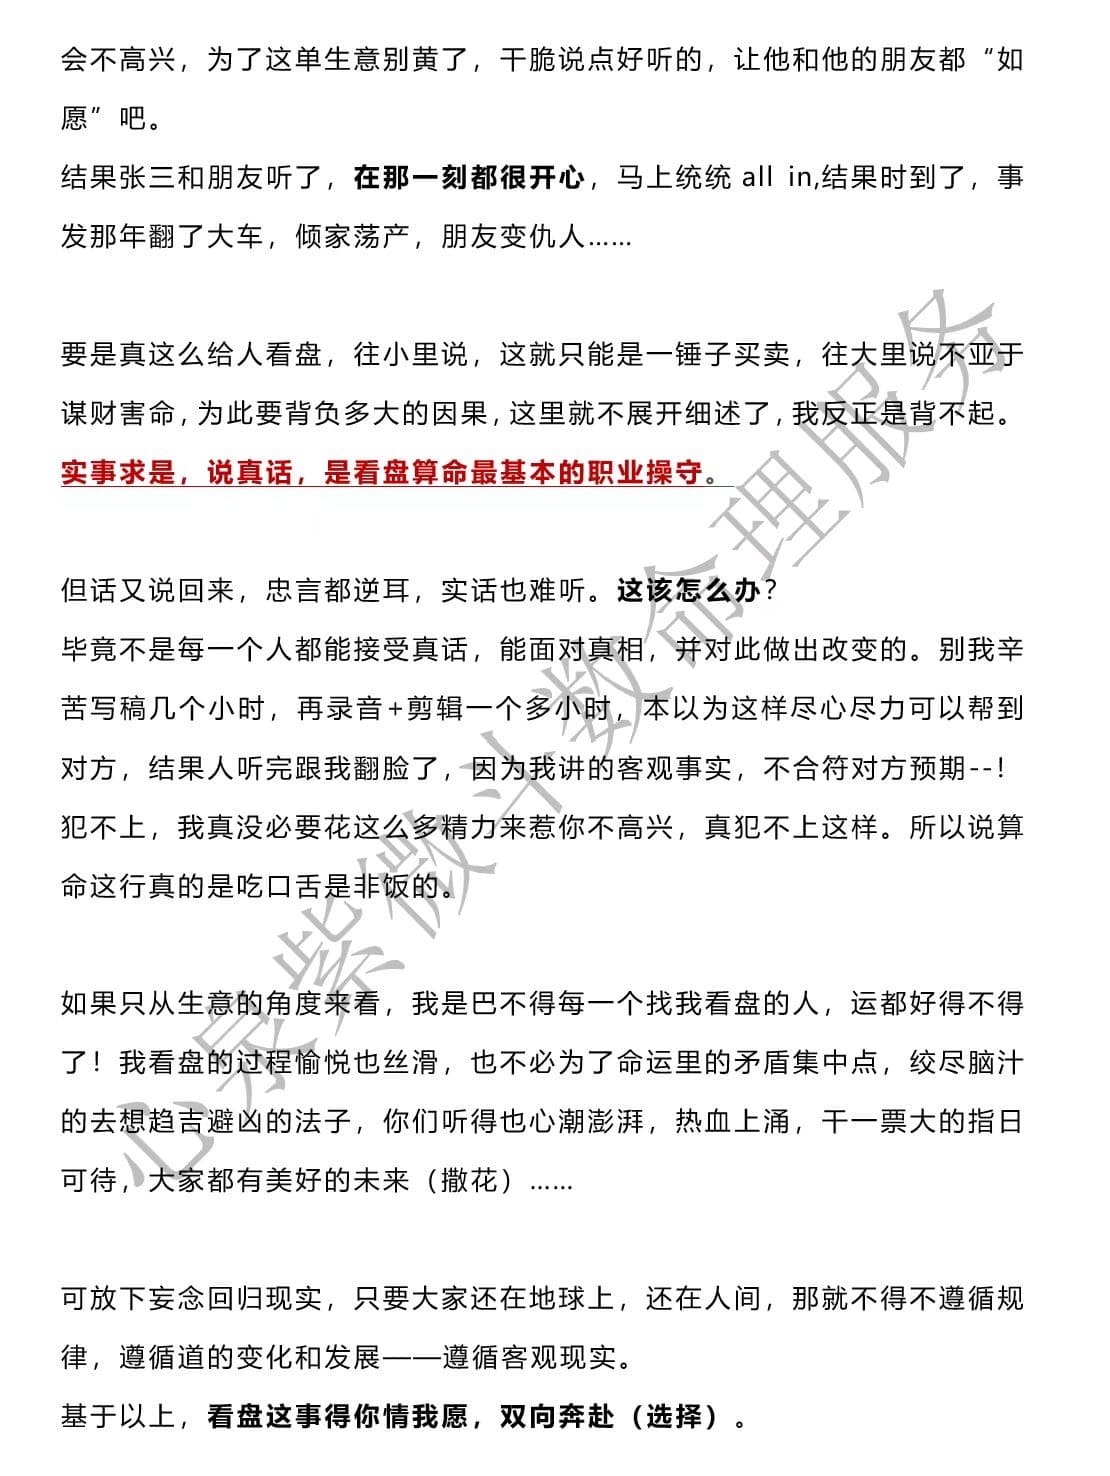 会不高兴，为了这单生意别黄了，干脆说点好听的，让他和他的朋友都“如
愿”吧。
结果张三和朋友听了，在那一刻都很开心，马上统统 all in,结果时到了，事
发那年翻了大车，倾家荡产，朋友变仇人……
要是真这么给人看盘，往小里说，这就只能是一锤子买卖，往大里说不亚于
谋财害命，为此要背负多大的因果，这里就不展开细述了，我反正是背不起。
实事求是，说真话，是看盘算命最基本的职业操守。
但话又说回来，忠言都逆耳，实话也难听。这该怎么办？
毕竟不是每一个人都能接受真话，能面对真相，并对此做出改变的。别我辛
苦写稿几个小时，再录音+剪辑一个多小时，本以为这样尽心尽力可以帮到
对方，结果人听完跟我翻脸了，因为我讲的客观事实，不合符对方预期--！
犯不上，我真没必要花这么多精力来惹你不高兴，真犯不上这样。所以说算
命这行真的是吃口舌是非饭的。
如果只从生意的角度来看，我是巴不得每一个找我看盘的人，运都好得不得
了！我看盘的过程愉悦也丝滑，也不必为了命运里的矛盾集中点，绞尽脑汁
的去想趋吉避凶的法子，你们听得也心潮澎湃，热血上涌，干一票大的指日
可待，大家都有美好的未来（撒花）……
可放下妄念回归现实，只要大家还在地球上，还在人间，那就不得不遵循规
律，遵循道的变化和发展——遵循客观现实。
基于以上，看盘这事得你情我愿，双向奔赴（选择）。
心泉紫微斗数命理服务